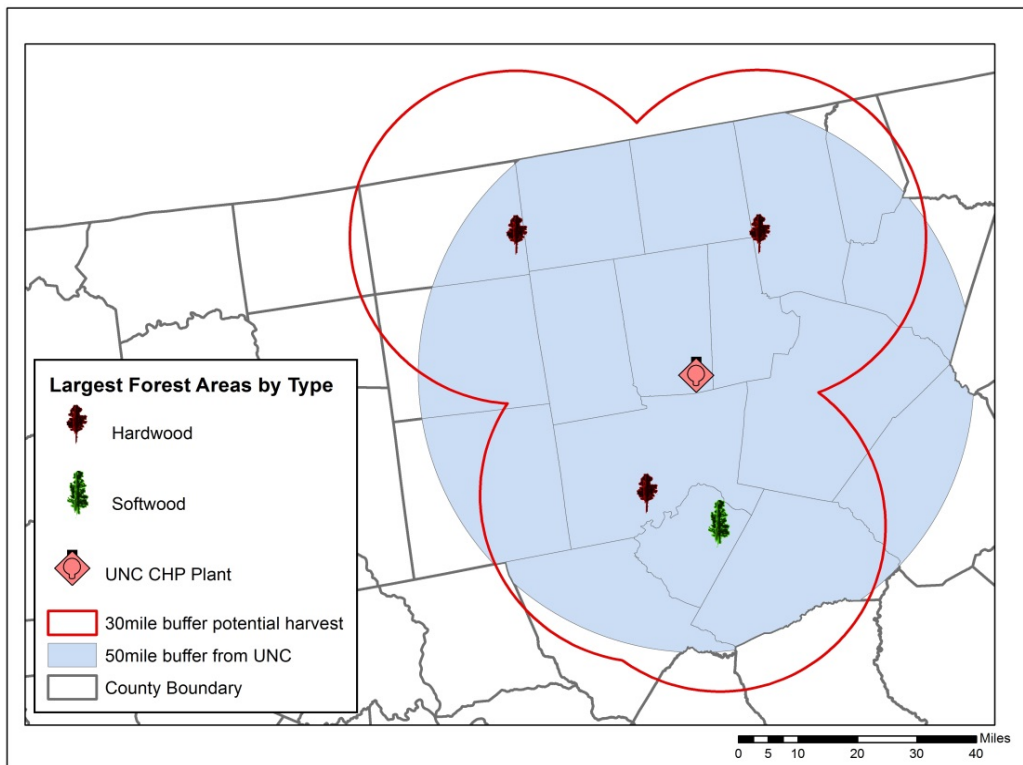 Largest Forest Areas by Type
Hardwood
Softwood
UNC CHP Plant
30mile buffer potential harvest
50mile buffer from UNC
County Boundary
Miles
0 5 10 20 30 40